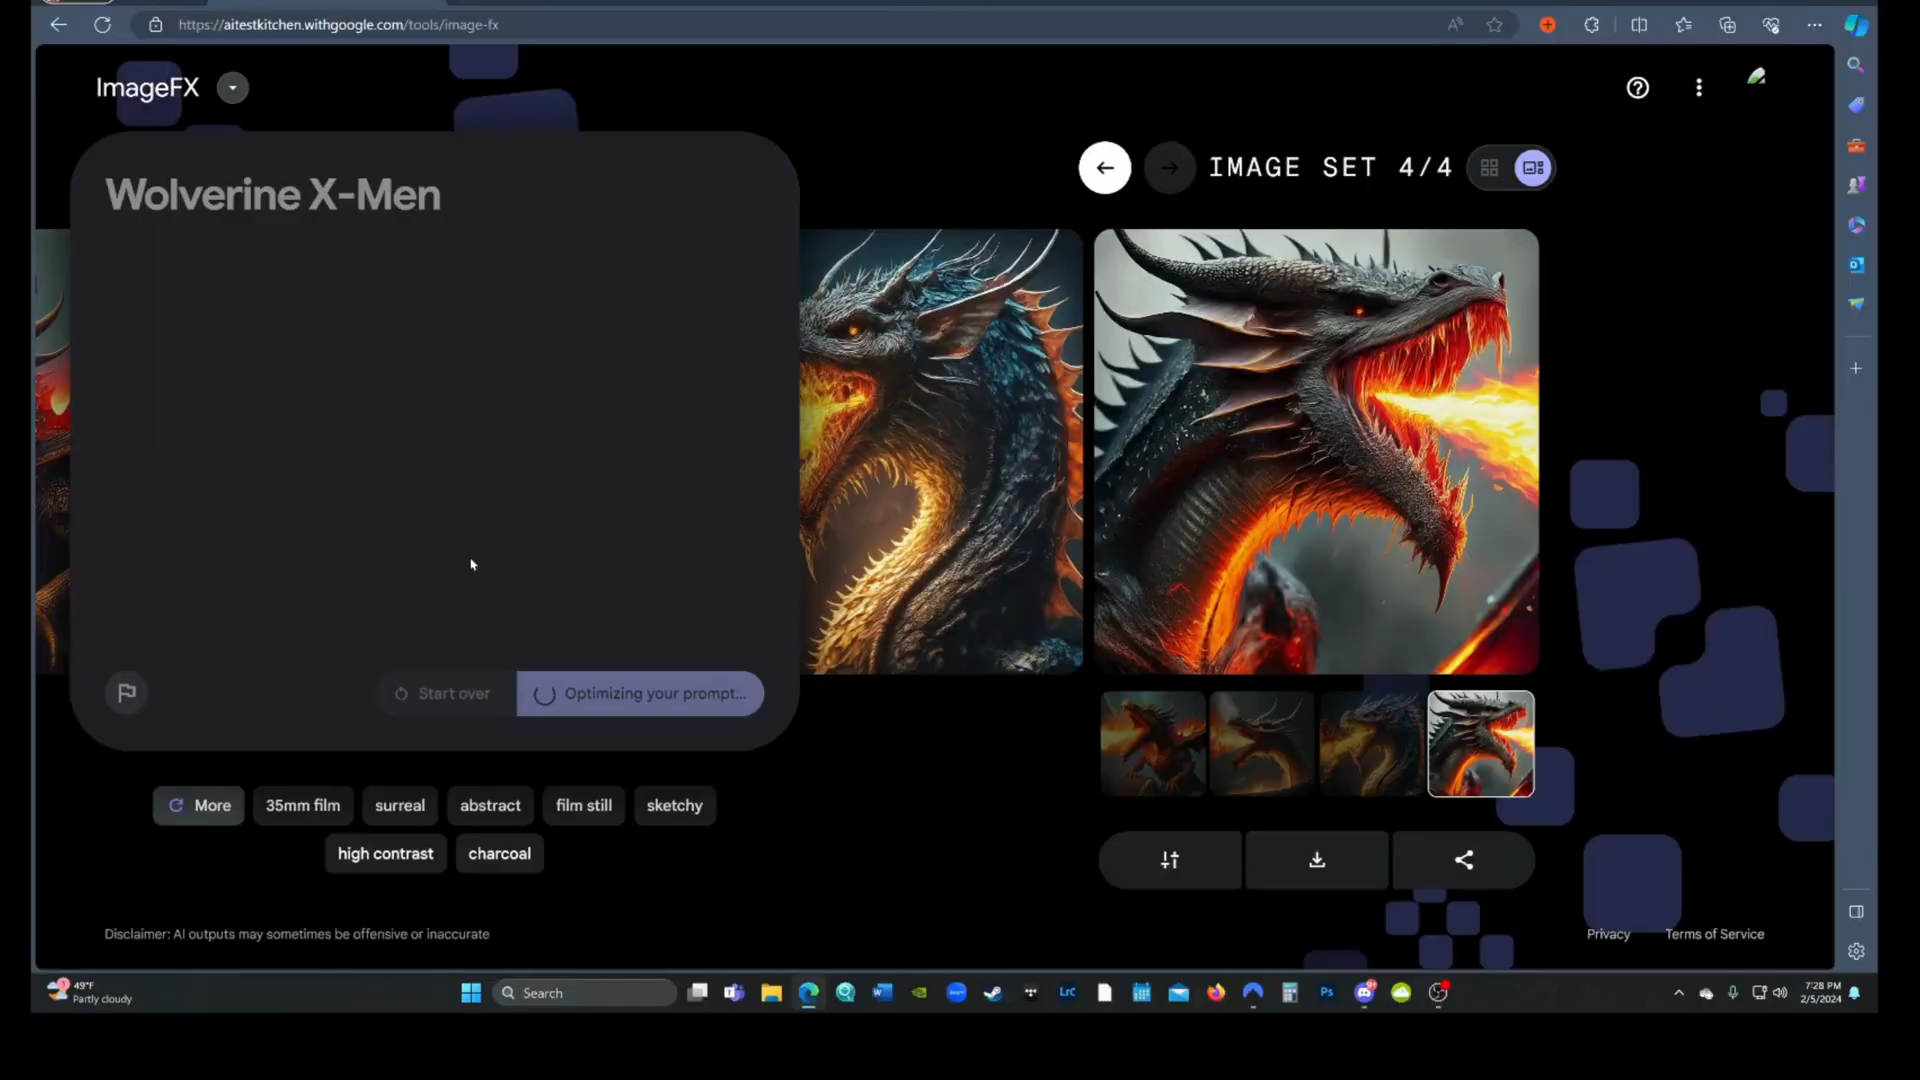 https://aitestkitchen.withgoogle.com/tools/image-fx
ImageFX
IMAGE SET 4/4
Wolverine X-Men
Start over
Optimizing your prompt...
More
35mm film
surreal
abstract
film still
sketchy
high contrast
charcoal
Disclaimer: AI outputs may sometimes be offensive or inaccurate
Privacy
Terms of Service
49°F
Partly cloudy
Search
LrC
Ps
7:28 PM
2/5/2024